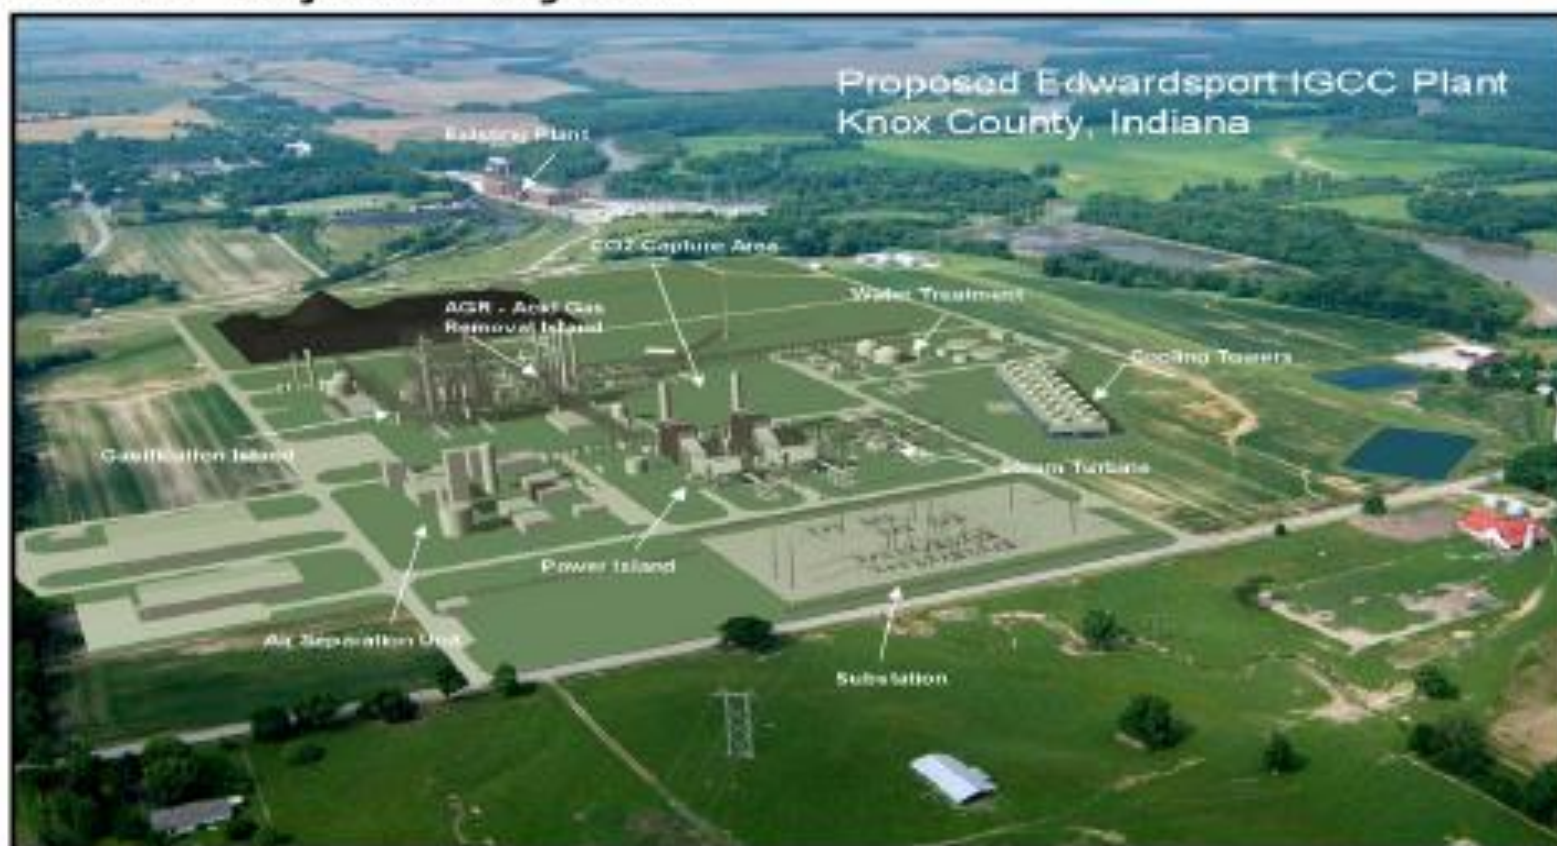 Proposed Edwardsport IGCC Plant
Knox County, Indiana
Existing Plant
CO2 Capture Area
AGR - Acid Gas
Removal Island
Water Treatment
Cooling Towers
Gasification Island
Steam Turbine
Power Island
Air Separation Unit
Substation